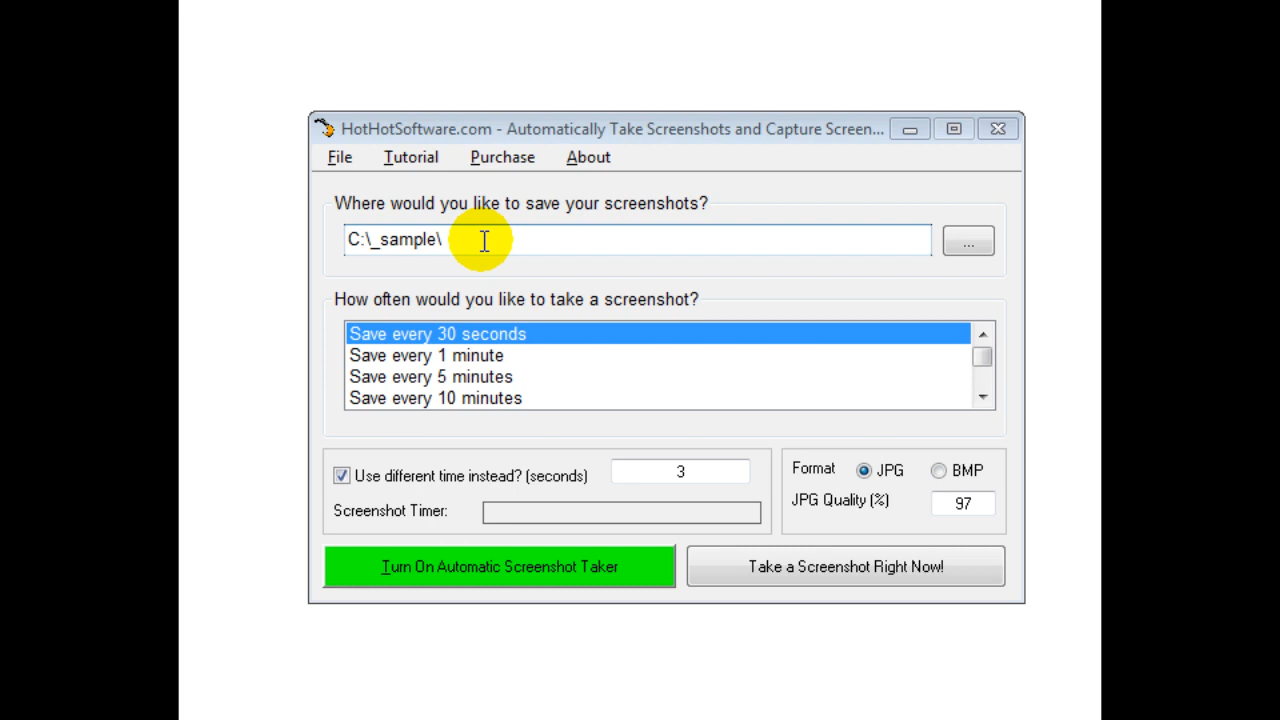 HotHotSoftware.com - Automatically Take Screenshots and Capture Screen...
File Tutorial Purchase About
Where would you like to save your screenshots?
C:\_sample\
...
How often would you like to take a screenshot?
Save every 30 seconds
Save every 1 minute
Save every 5 minutes
Save every 10 minutes
Use different time instead? (seconds) 3
Screenshot Timer:
Format JPG BMP
JPG Quality (%) 97
Turn On Automatic Screenshot Taker
Take a Screenshot Right Now!